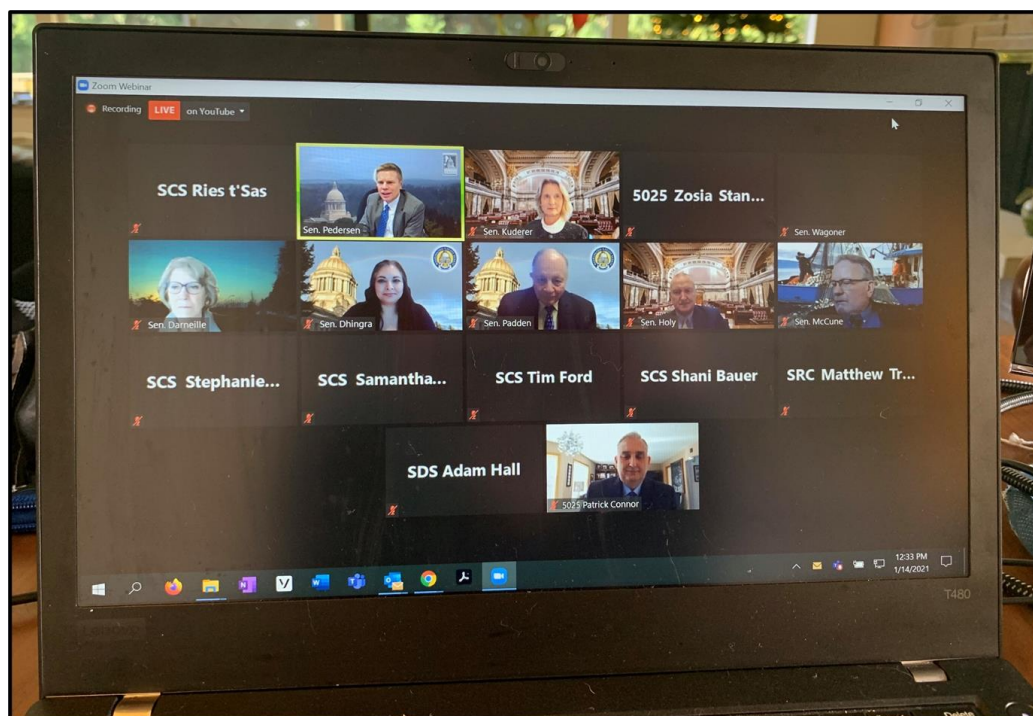 Zoom Webinar
Recording LIVE on YouTube
SCS Ries t'Sas
Sen. Pedersen
Sen. Kuderer
5025 Zosia Stan...
Sen. Wagoner
Sen. Darneille
Sen. Dhingra
Sen. Padden
Sen. Holy
Sen. McCune
SCS Stephanie...
SCS Samantha...
SCS Tim Ford
SCS Shani Bauer
SRC Matthew Tr...
SDS Adam Hall
5025 Patrick Connor
12:33 PM
1/14/2021
T480
Delete